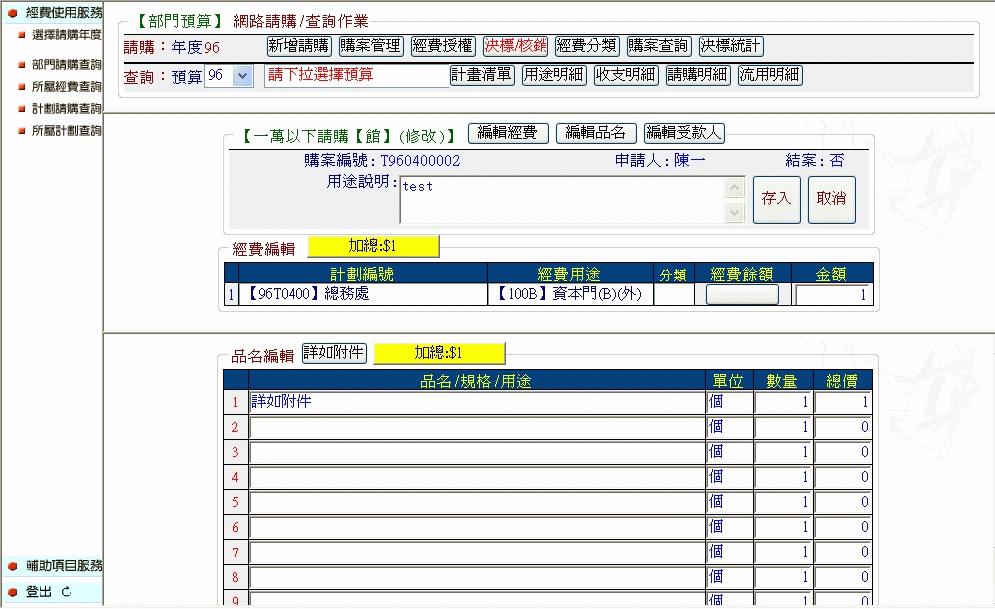 經費使用服務
選擇請購年度
部門請購查詢
所屬經費查詢
計劃請購查詢
所屬計劃查詢
輔助項目服務
登出
【部門預算】 網路請購/查詢作業
請購：年度96 新增請購 購案管理 經費授權 決標/核銷 經費分類 購案查詢 決標統計
查詢：預算 96 請下拉選擇預算 計畫清單 用途明細 收支明細 請購明細 流用明細
【一萬以下請購【館】(修改)】 編輯經費 編輯品名 編輯受款人
購案編號：T960400002 申請人：陳一 結案：否
用途說明： test 存入 取消
經費編輯 加總:$1
計劃編號 經費用途 分類 經費餘額 金額
1 【96T0400】總務處 【100B】資本門(B)(外) 1
品名編輯 詳如附件 加總:$1
品名/規格/用途 單位 數量 總價
1 詳如附件 個 1 1
2 個 1 0
3 個 1 0
4 個 1 0
5 個 1 0
6 個 1 0
7 個 1 0
8 個 1 0
9 個 1 0